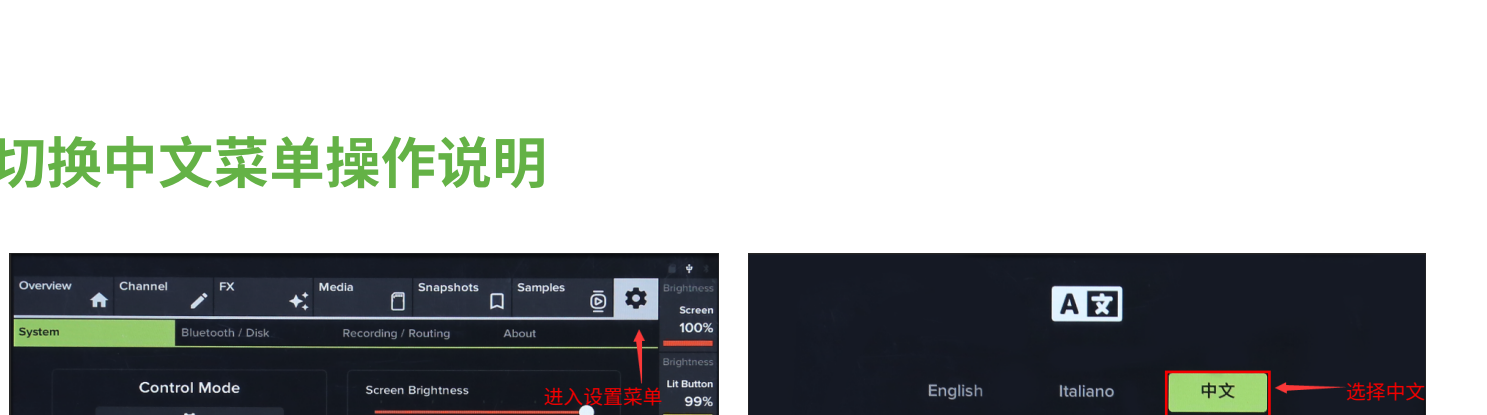 切换中文菜单操作说明
Overview Channel FX Media Snapshots Samples
Brightness
Screen
100%
System Bluetooth / Disk Recording / Routing About
Brightness
Control Mode
Screen Brightness
Lit Button
99%
进入设置菜单
A文
English Italiano 中文
选择中文